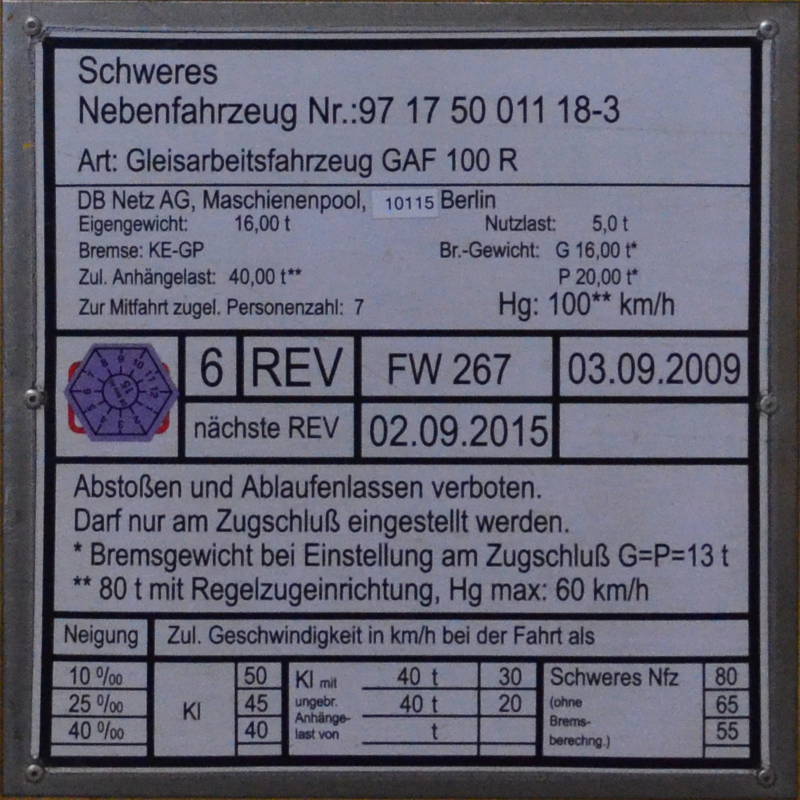 Schweres
Nebenfahrzeug Nr.:97 17 50 011 18-3
Art: Gleisarbeitsfahrzeug GAF 100 R
DB Netz AG, Maschienenpool, 10115 Berlin
Eigengewicht: 16,00 t Nutzlast: 5,0 t
Bremse: KE-GP Br.-Gewicht: G 16,00 t*
Zul. Anhängelast: 40,00 t** P 20,00 t*
Zur Mitfahrt zugel. Personenzahl: 7 Hg: 100** km/h
6 REV FW 267 03.09.2009
nächste REV 02.09.2015
Abstoßen und Ablaufenlassen verboten.
Darf nur am Zugschluß eingestellt werden.
* Bremsgewicht bei Einstellung am Zugschluß G=P=13 t
** 80 t mit Regelzugeinrichtung, Hg max: 60 km/h
Neigung Zul. Geschwindigkeit in km/h bei der Fahrt als
10 ‰ 50 Kl mit 40 t 30 Schweres Nfz 80
25 ‰ Kl 45 ungebr. 40 t 20 (ohne 65
40 ‰ 40 Anhänge- t Brems- 55
last von berechng.)